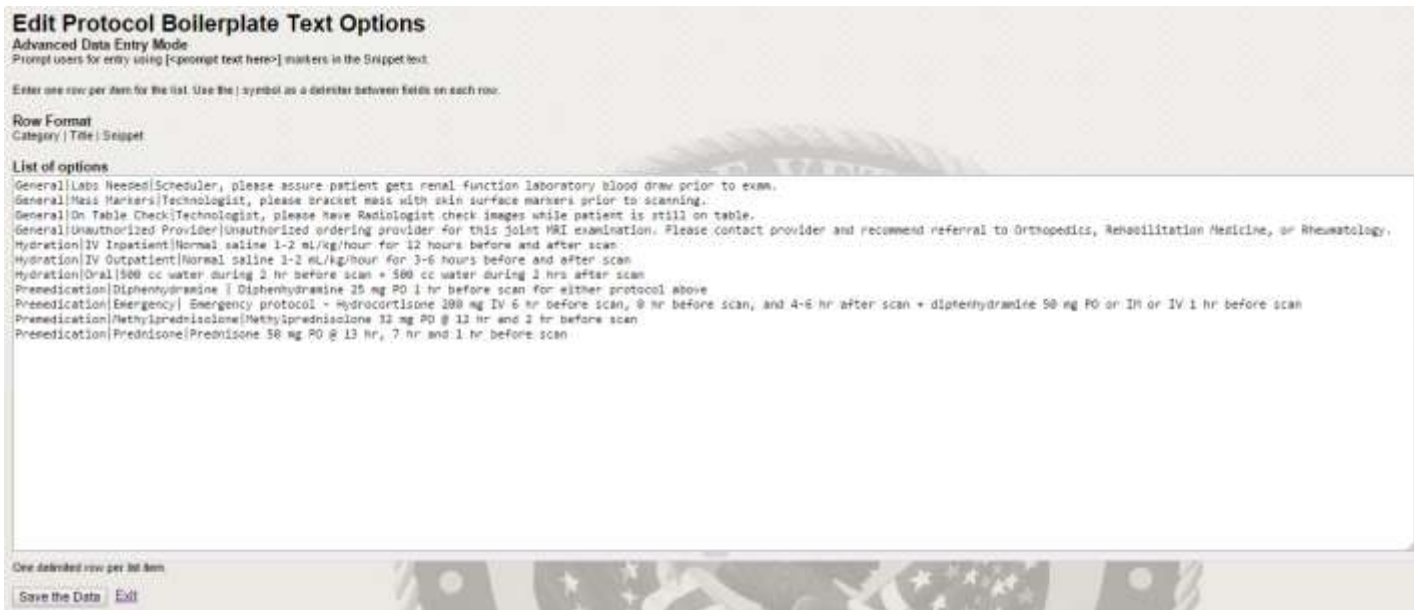 Edit Protocol Boilerplate Text Options
Advanced Data Entry Mode
Prompt users for entry using [<prompt text here>] markers in the Snippet text.
Enter one row per item for the list. Use the | symbol as a delimiter between fields on each row.
Row Format
Category | Title | Snippet
List of options
General|Labs Needed|Scheduler, please assure patient gets renal function laboratory blood draw prior to exam.
General|Mass Markers|Technologist, please bracket mass with skin surface markers prior to scanning.
General|On Table Check|Technologist, please have Radiologist check images while patient is still on table.
General|Unauthorized Provider|Unauthorized ordering provider for this joint MRI examination. Please contact provider and recommend referral to Orthopedics, Rehabilitation Medicine, or Rheumatology.
Hydration|IV Inpatient|Normal saline 1-2 mL/kg/hour for 12 hours before and after scan
Hydration|IV Outpatient|Normal saline 1-2 mL/kg/hour for 3-6 hours before and after scan
Hydration|Oral|500 cc water during 2 hr before scan + 500 cc water during 2 hrs after scan
Premedication|Diphenhydramine | Diphenhydramine 25 mg PO 1 hr before scan for either protocol above
Premedication|Emergency| Emergency protocol - Hydrocortisone 200 mg IV 6 hr before scan, 0 hr before scan, and 4-6 hr after scan + diphenhydramine 50 mg PO or IM or IV 1 hr before scan
Premedication|Methylprednisolone|Methylprednisolone 32 mg PO @ 12 hr and 2 hr before scan
Premedication|Prednisone|Prednisone 50 mg PO @ 13 hr, 7 hr and 1 hr before scan
One delimited row per list item
Save the Data Exit